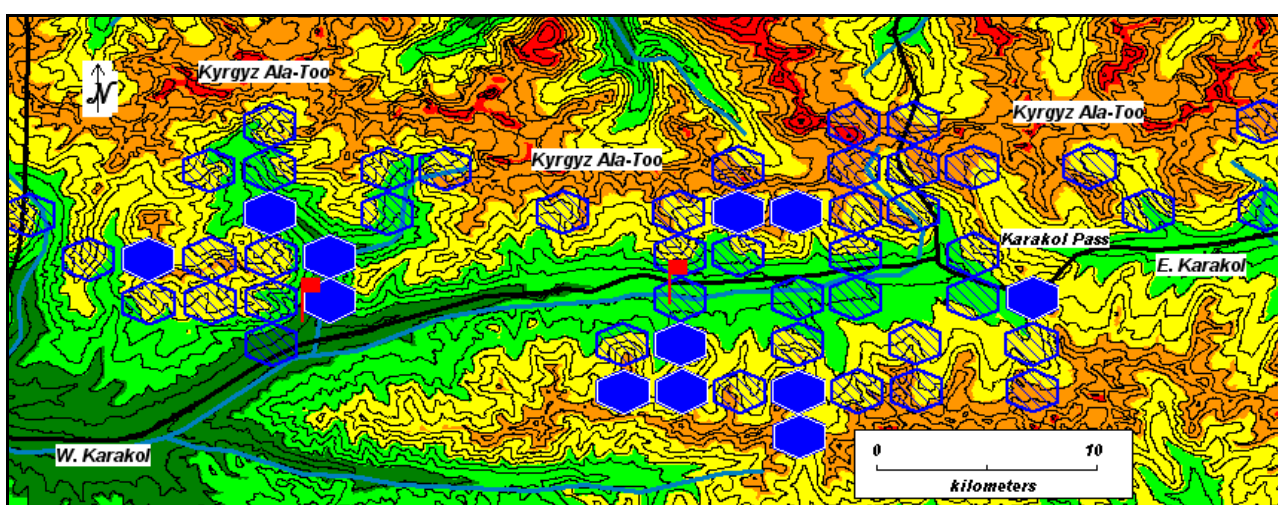 Kyrgyz Ala-Too
N
Kyrgyz Ala-Too
Kyrgyz Ala-Too
Karakol Pass
E. Karakol
W. Karakol
0 10
kilometers